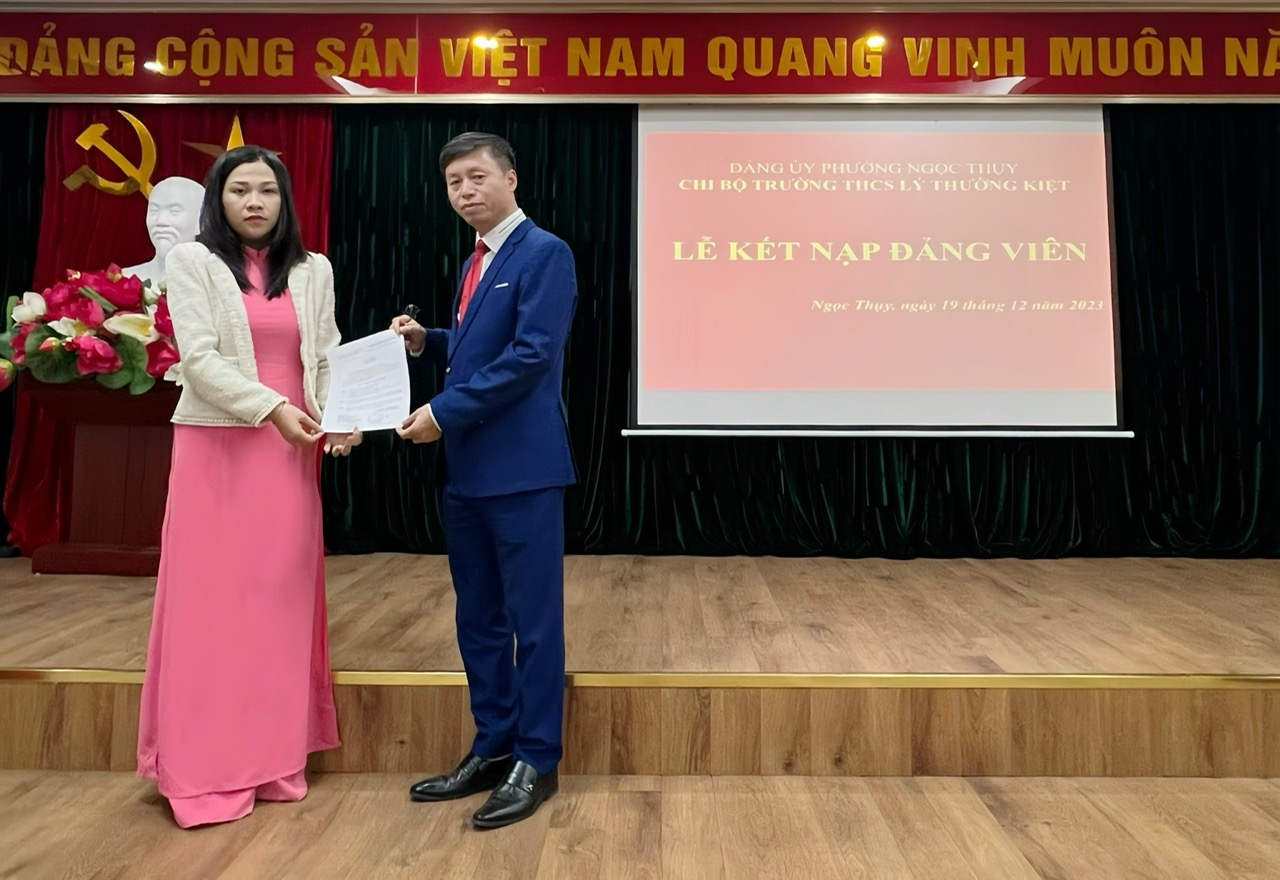 ĐẢNG CỘNG SẢN VIỆT NAM QUANG VINH MUÔN NĂ
ĐẢNG ỦY PHƯỜNG NGỌC THỤY
CHI BỘ TRƯỜNG THCS LÝ THƯỜNG KIỆT
LỄ KẾT NẠP ĐẢNG VIÊN
Ngọc Thụy, ngày 19 tháng 12 năm 2023